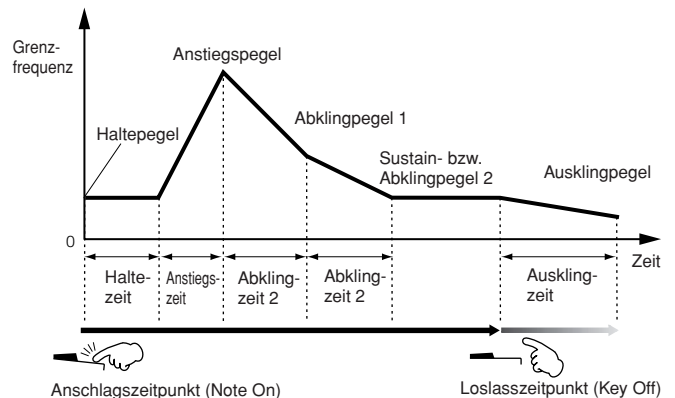 Grenz-
frequenz
Anstiegspegel
Haltepegel
Abklingpegel 1
Sustain- bzw.
Abklingpegel 2
Ausklingpegel
0
Zeit
Halte-
zeit
Anstiegs-
zeit
Abkling-
zeit 2
Abkling-
zeit 2
Auskling-
zeit
Anschlagszeitpunkt (Note On)
Loslasszeitpunkt (Key Off)